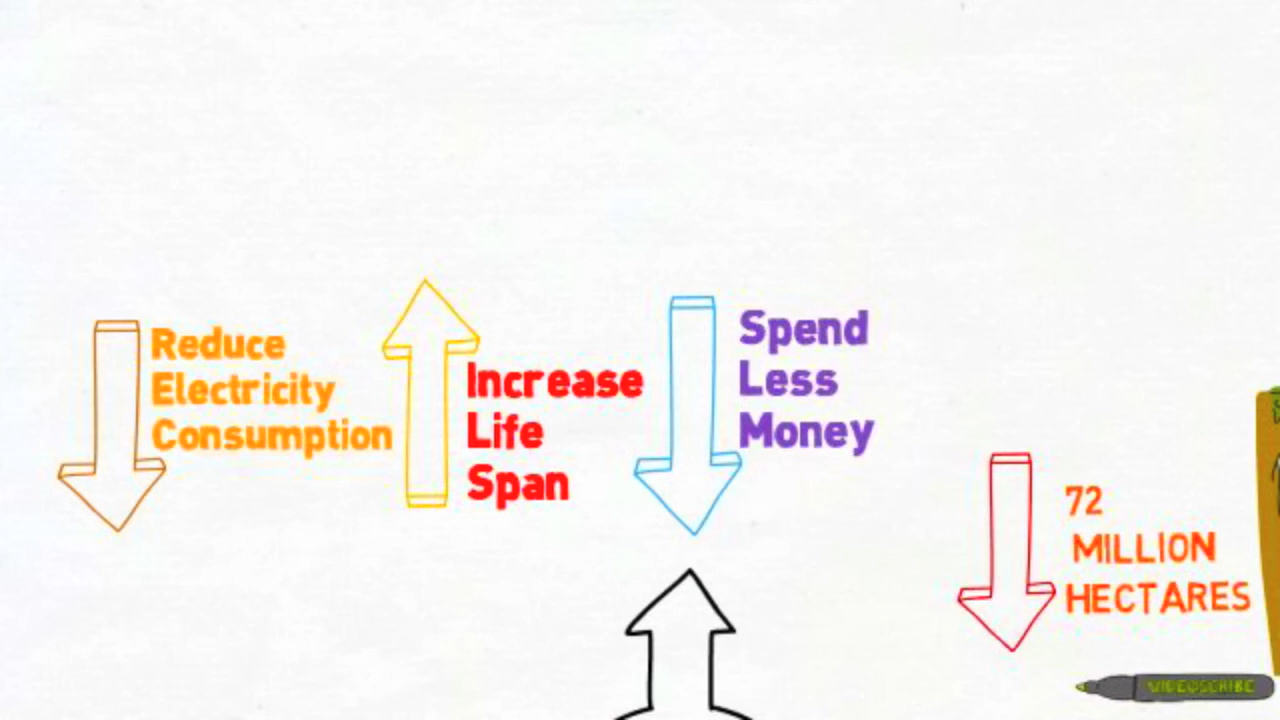 Reduce
Electricity
Consumption
Increase
Life
Span
Spend
Less
Money
72
MILLION
HECTARES
VIDEOSCRIBE